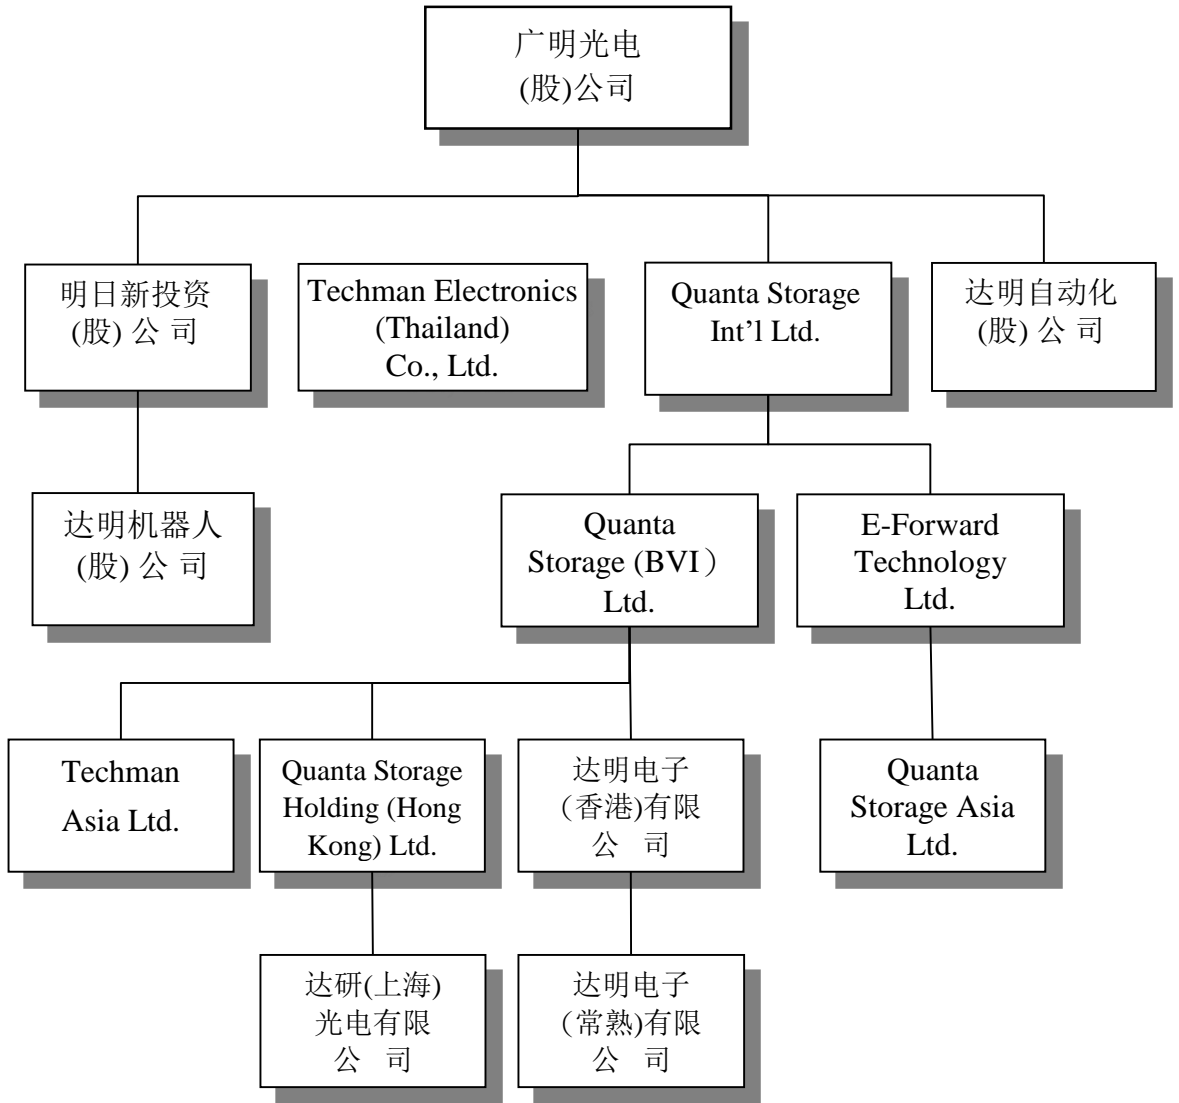 广明光电
(股)公司
明日新投资
(股) 公 司
Techman Electronics
(Thailand)
Co., Ltd.
Quanta Storage
Int’l Ltd.
达明自动化
(股) 公 司
达明机器人
(股) 公 司
Quanta
Storage (BVI）
Ltd.
E-Forward
Technology
Ltd.
Techman
Asia Ltd.
Quanta Storage
Holding (Hong
Kong) Ltd.
达明电子
(香港)有限
公 司
Quanta
Storage Asia
Ltd.
达研(上海)
光电有限
公 司
达明电子
(常熟)有限
公 司